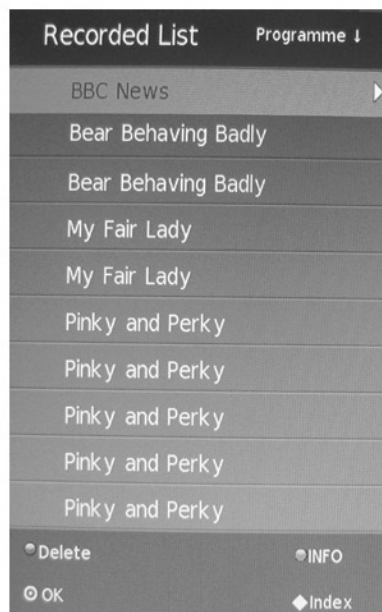 Recorded List Programme ↓
BBC News
Bear Behaving Badly
Bear Behaving Badly
My Fair Lady
My Fair Lady
Pinky and Perky
Pinky and Perky
Pinky and Perky
Pinky and Perky
Pinky and Perky
Delete INFO
OK Index